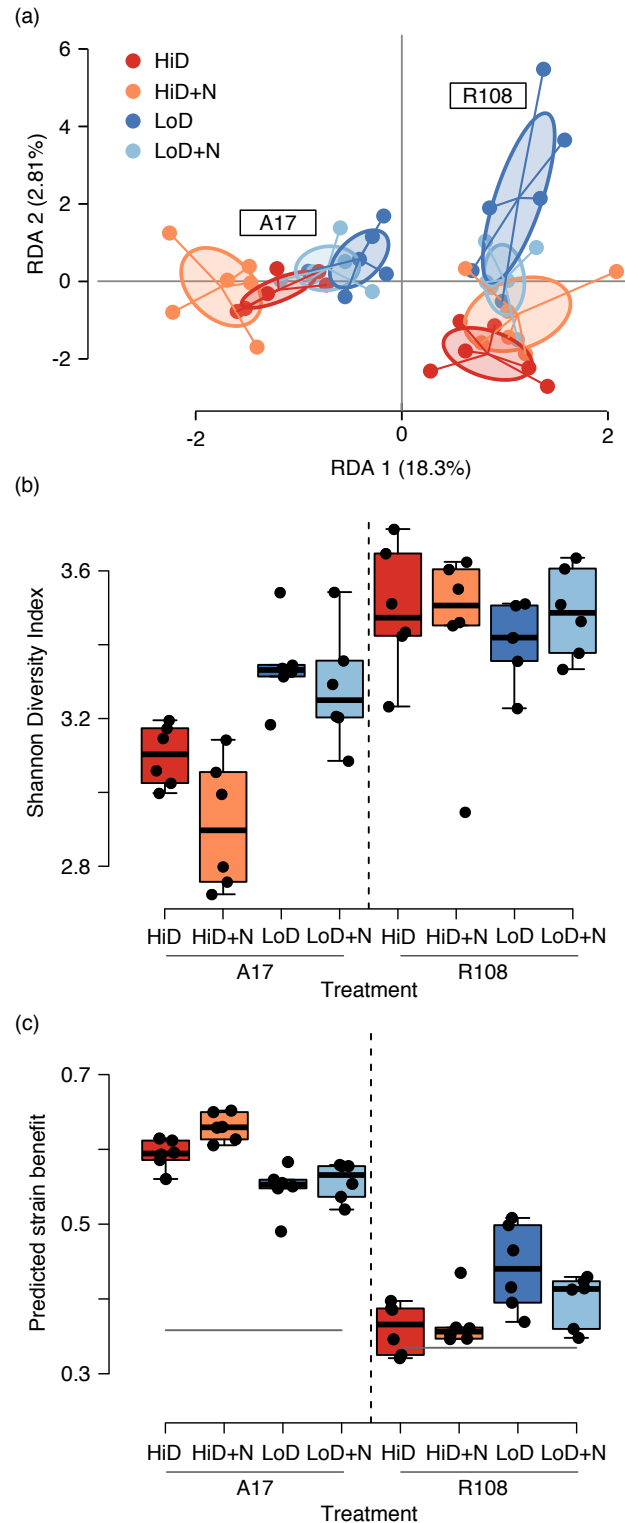 (a)
HiD
HiD+N
LoD
LoD+N
A17
R108
6
4
2
0
-2
RDA 2 (2.81%)
-2
0
2
RDA 1 (18.3%)
(b)
3.6
3.2
2.8
Shannon Diversity Index
HiD HiD+N LoD LoD+N HiD HiD+N LoD LoD+N
A17 R108
Treatment
(c)
0.7
0.5
0.3
Predicted strain benefit
HiD HiD+N LoD LoD+N HiD HiD+N LoD LoD+N
A17 R108
Treatment